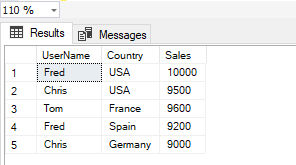 110 %
Results Messages
UserName Country Sales
1 Fred USA 10000
2 Chris USA 9500
3 Tom France 9600
4 Fred Spain 9200
5 Chris Germany 9000